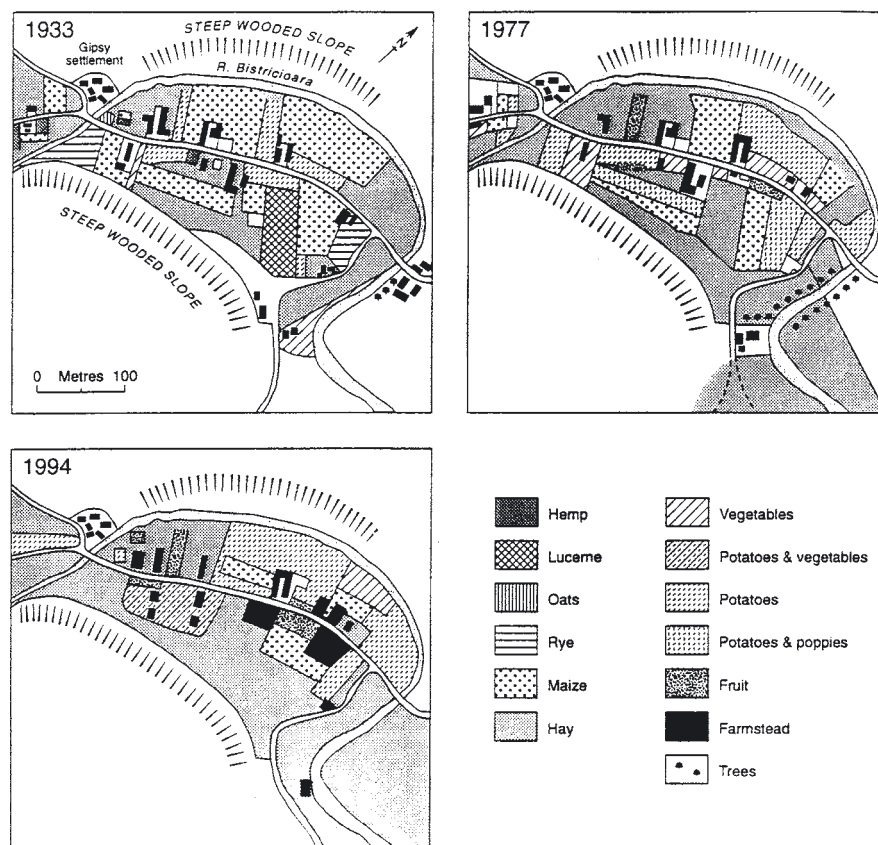 1933
STEEP WOODED SLOPE
N
Gipsy
settlement
R. Bistricioara
STEEP WOODED SLOPE
0 Metres 100
1977
1994
Hemp
Lucerne
Oats
Rye
Maize
Hay
Vegetables
Potatoes & vegetables
Potatoes
Potatoes & poppies
Fruit
Farmstead
Trees